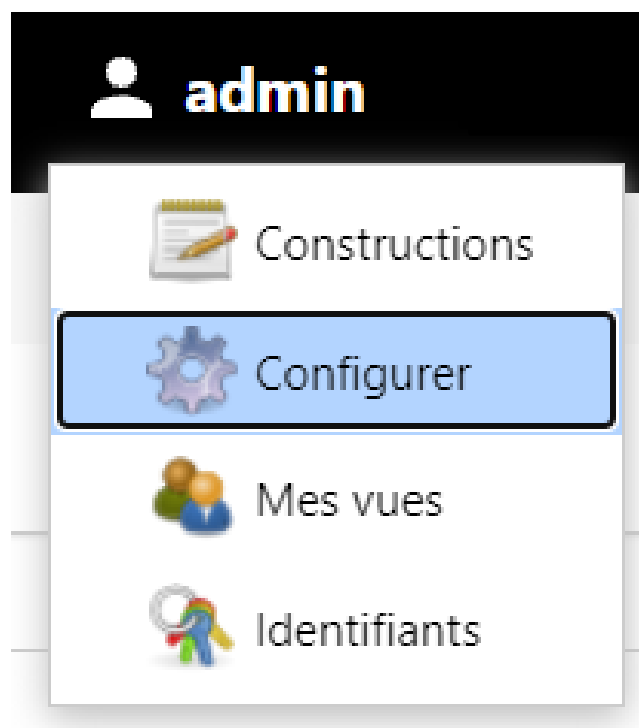 admin
Constructions
Configurer
Mes vues
Identifiants